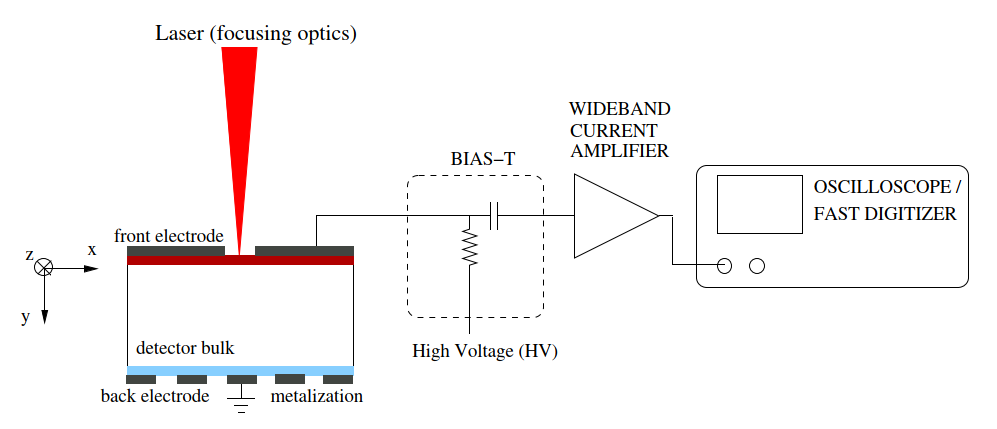 Laser (focusing optics)
WIDEBAND
CURRENT
AMPLIFIER
BIAS–T
OSCILLOSCOPE /
FAST DIGITIZER
front electrode
z
x
y
detector bulk
High Voltage (HV)
back electrode
metalization